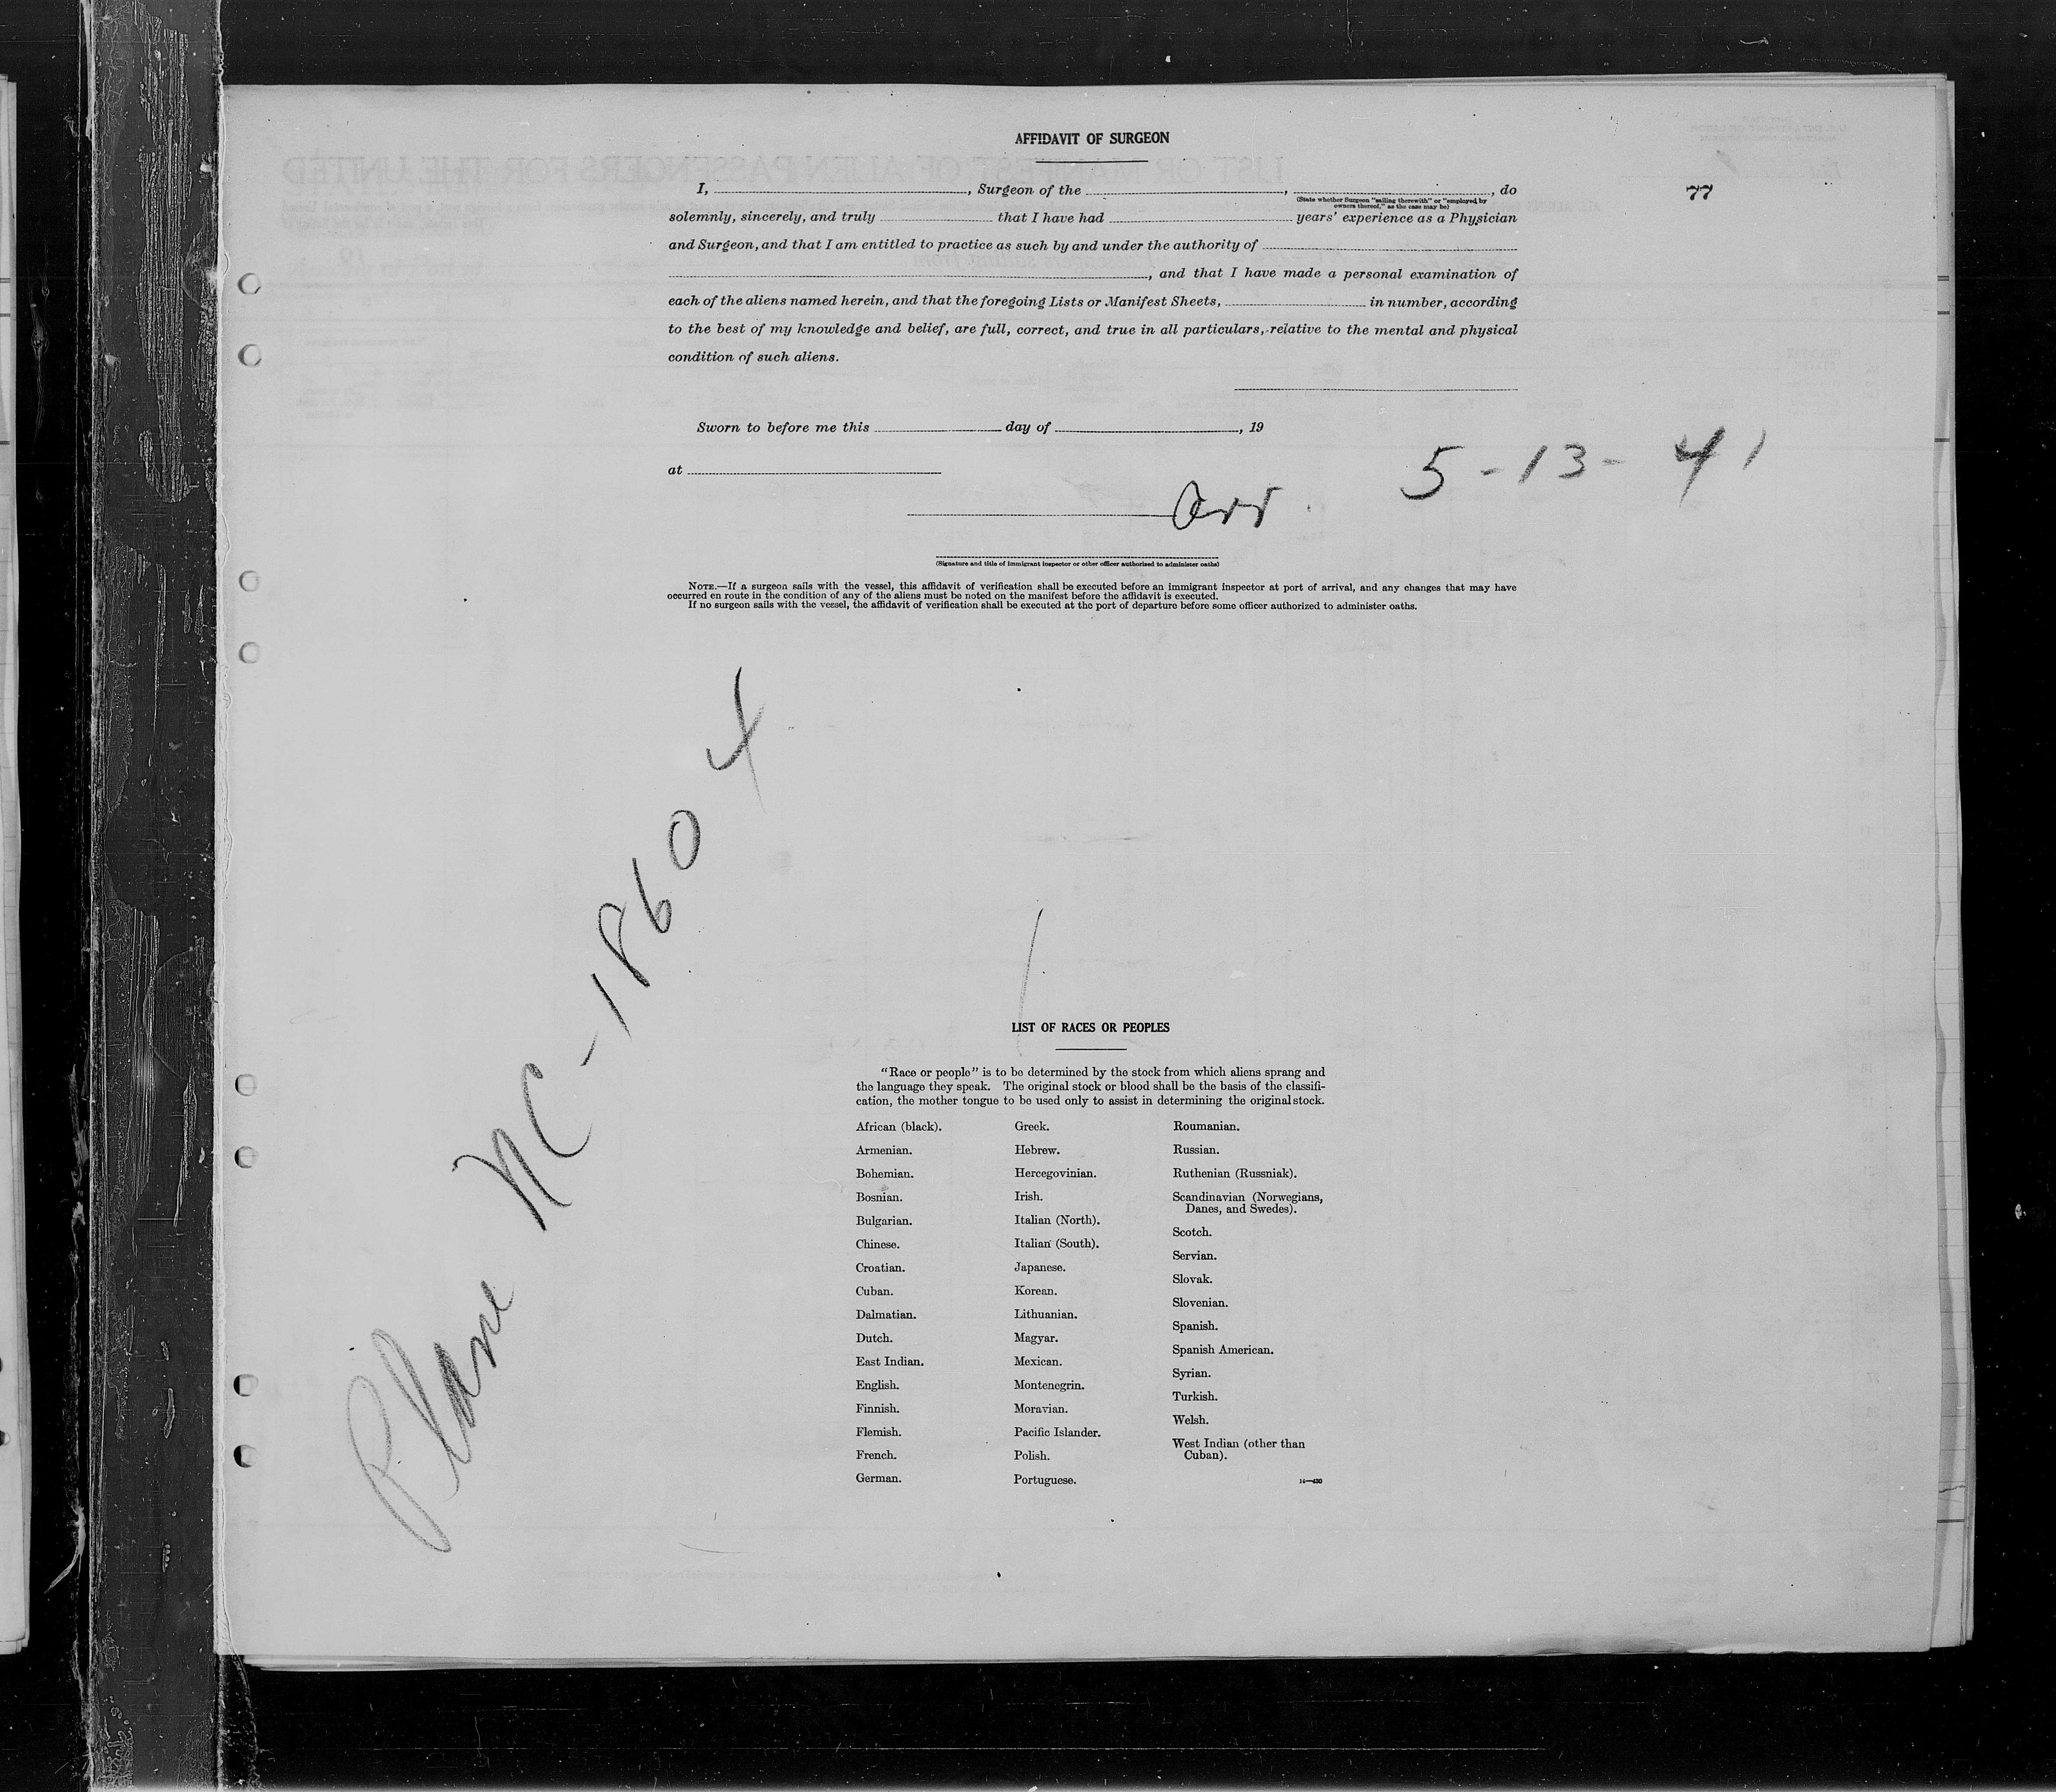 AFFIDAVIT OF SURGEON
77
I, , Surgeon of the , , do
(State whether Surgeon "sailing therewith" or "employed by
owners thereof," as the case may be)
solemnly, sincerely, and truly that I have had years' experience as a Physician
and Surgeon, and that I am entitled to practice as such by and under the authority of
, and that I have made a personal examination of
each of the aliens named herein, and that the foregoing Lists or Manifest Sheets, in number, according
to the best of my knowledge and belief, are full, correct, and true in all particulars, relative to the mental and physical
condition of such aliens.
Sworn to before me this day of , 19
at
Arr. 5-13-41
(Signature and title of immigrant inspector or other officer authorized to administer oaths)
NOTE.—If a surgeon sails with the vessel, this affidavit of verification shall be executed before an immigrant inspector at port of arrival, and any changes that may have
occurred en route in the condition of any of the aliens must be noted on the manifest before the affidavit is executed.
If no surgeon sails with the vessel, the affidavit of verification shall be executed at the port of departure before some officer authorized to administer oaths.
Plane NC-18604
LIST OF RACES OR PEOPLES
"Race or people" is to be determined by the stock from which aliens sprang and
the language they speak. The original stock or blood shall be the basis of the classifi-
cation, the mother tongue to be used only to assist in determining the original stock.
African (black).
Armenian.
Bohemian.
Bosnian.
Bulgarian.
Chinese.
Croatian.
Cuban.
Dalmatian.
Dutch.
East Indian.
English.
Finnish.
Flemish.
French.
German.
Greek.
Hebrew.
Hercegovinian.
Irish.
Italian (North).
Italian (South).
Japanese.
Korean.
Lithuanian.
Magyar.
Mexican.
Montenegrin.
Moravian.
Pacific Islander.
Polish.
Portuguese.
Roumanian.
Russian.
Ruthenian (Russniak).
Scandinavian (Norwegians,
Danes, and Swedes).
Scotch.
Servian.
Slovak.
Slovenian.
Spanish.
Spanish American.
Syrian.
Turkish.
Welsh.
West Indian (other than
Cuban).